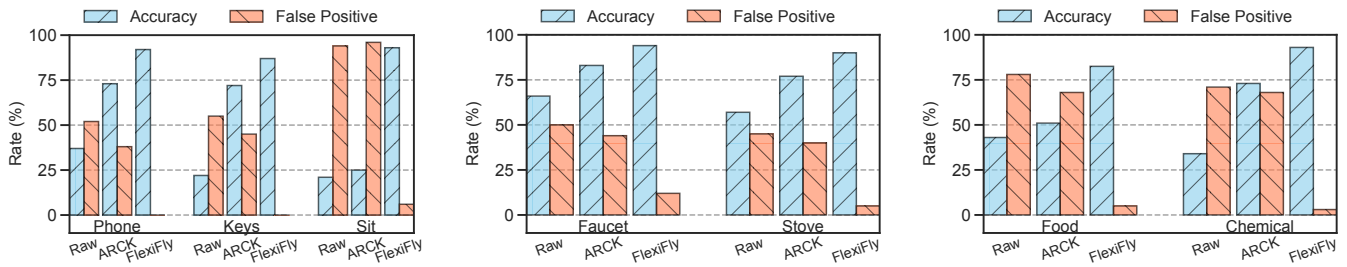 Accuracy False Positive
Rate (%)
100
75
50
25
0
Phone Keys Sit
Raw ARCK FlexiFly Raw ARCK FlexiFly Raw ARCK FlexiFly
Accuracy False Positive
Rate (%)
100
75
50
25
0
Faucet Stove
Raw ARCK FlexiFly Raw ARCK FlexiFly
Accuracy False Positive
Rate (%)
100
75
50
25
0
Food Chemical
Raw ARCK FlexiFly Raw ARCK FlexiFly